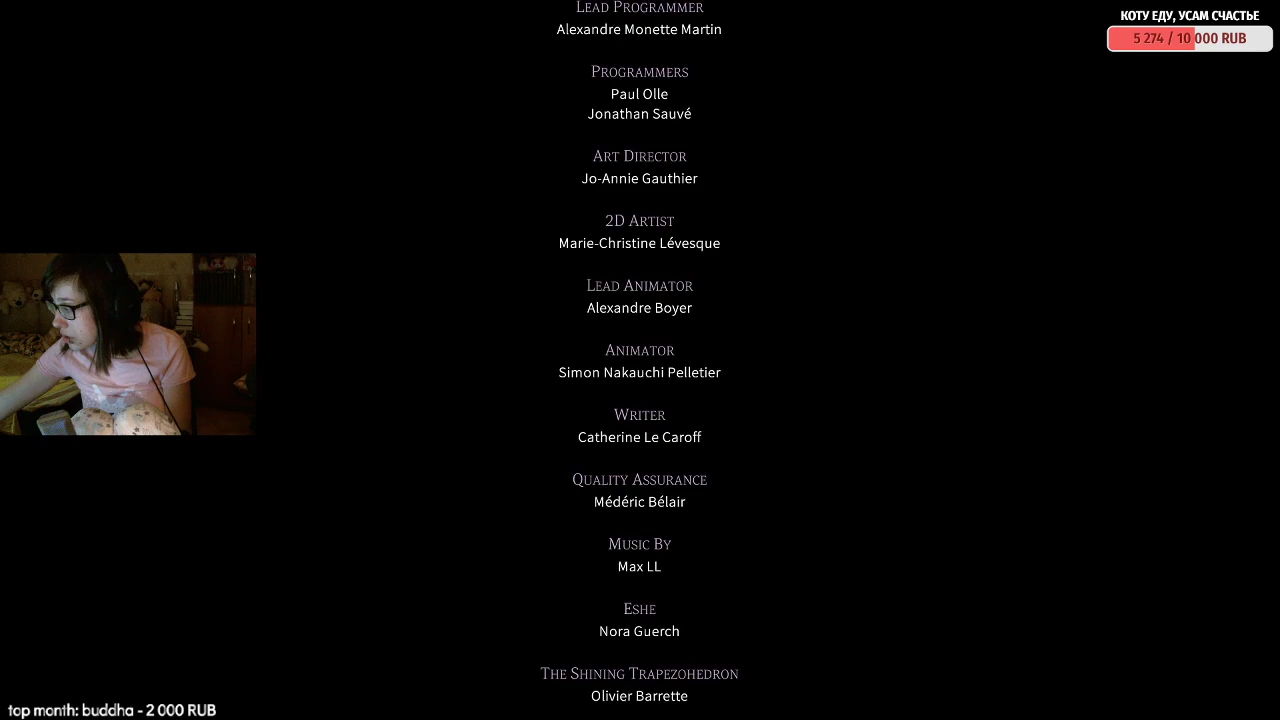 LEAD PROGRAMMER
Alexandre Monette Martin
PROGRAMMERS
Paul Olle
Jonathan Sauvé
ART DIRECTOR
Jo-Annie Gauthier
2D ARTIST
Marie-Christine Lévesque
LEAD ANIMATOR
Alexandre Boyer
ANIMATOR
Simon Nakauchi Pelletier
WRITER
Catherine Le Caroff
QUALITY ASSURANCE
Médéric Bélair
MUSIC BY
Max LL
ESHE
Nora Guerch
THE SHINING TRAPEZOHEDRON
Olivier Barrette
КОТУ ЕДУ, УСАМ СЧАСТЬЕ
5 274 / 10 000 RUB
top month: buddha - 2 000 RUB